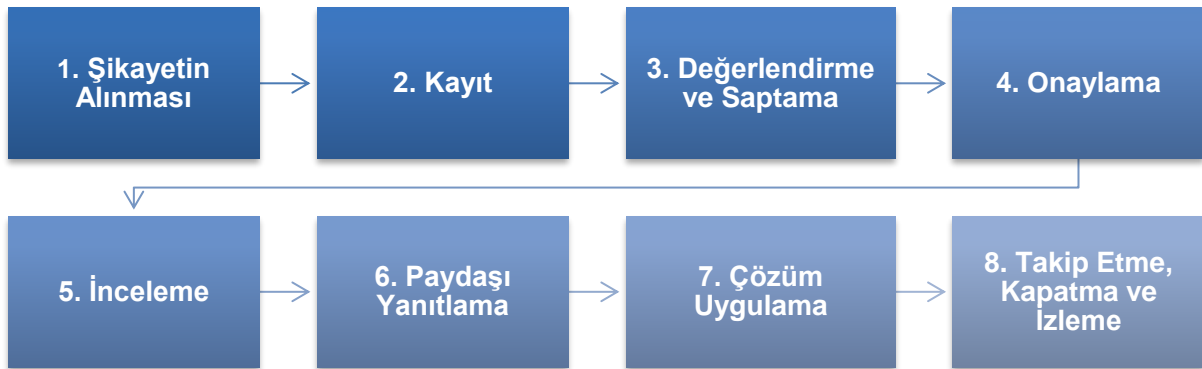 1. Şikayetin
Alınması
2. Kayıt
3. Değerlendirme
ve Saptama
4. Onaylama
5. İnceleme
6. Paydaşı
Yanıtlama
7. Çözüm
Uygulama
8. Takip Etme,
Kapatma ve
İzleme